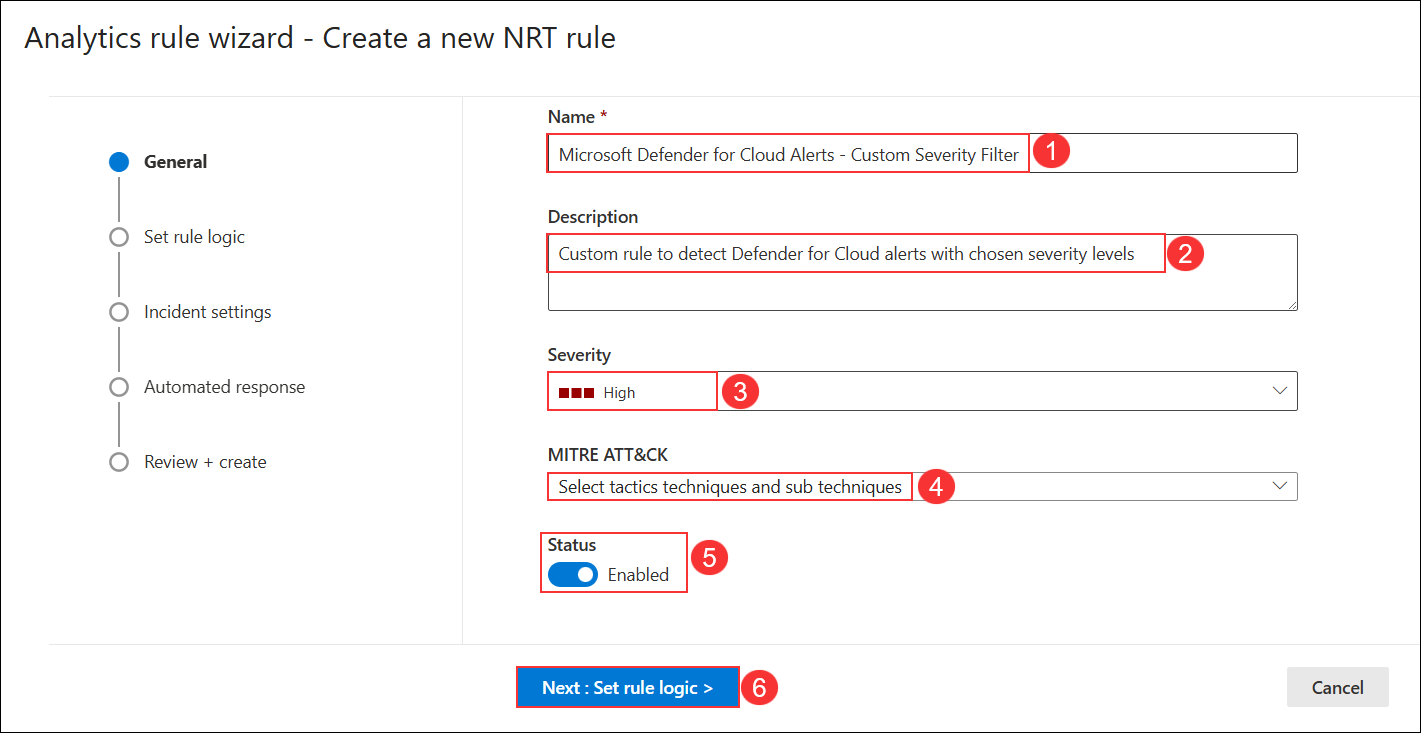 Analytics rule wizard - Create a new NRT rule
General
Set rule logic
Incident settings
Automated response
Review + create
Name *
Microsoft Defender for Cloud Alerts - Custom Severity Filter
1
Description
Custom rule to detect Defender for Cloud alerts with chosen severity levels
2
Severity
High
3
MITRE ATT&CK
Select tactics techniques and sub techniques
4
Status
Enabled
5
Next : Set rule logic >
6
Cancel